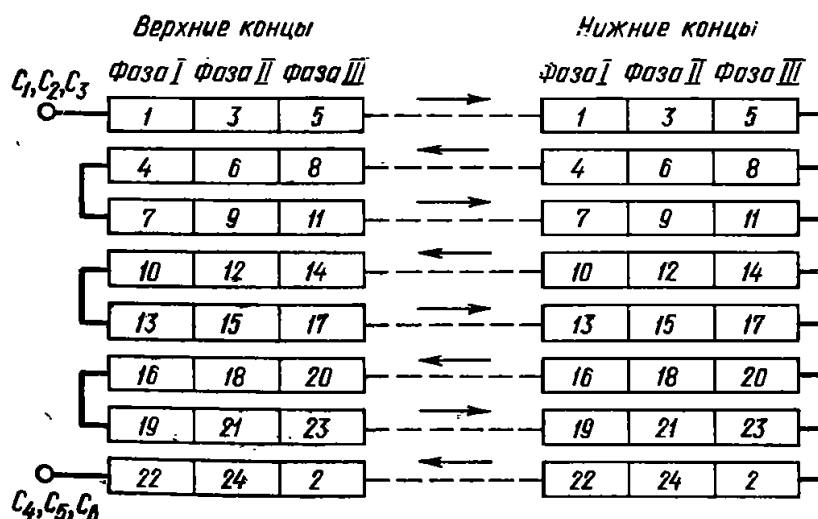 Верхние концы Нижние концы
Фаза I Фаза II Фаза III Фаза I Фаза II Фаза III
C1, C2, C3
1 3 5 1 3 5
4 6 8 4 6 8
7 9 11 7 9 11
10 12 14 10 12 14
13 15 17 13 15 17
16 18 20 16 18 20
19 21 23 19 21 23
22 24 2 22 24 2
C4, C5, C6